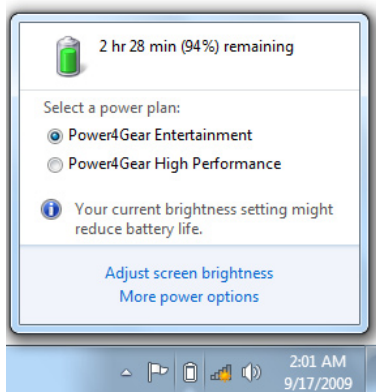 2 hr 28 min (94%) remaining
Select a power plan:
Power4Gear Entertainment
Power4Gear High Performance
Your current brightness setting might
reduce battery life.
Adjust screen brightness
More power options
2:01 AM
9/17/2009